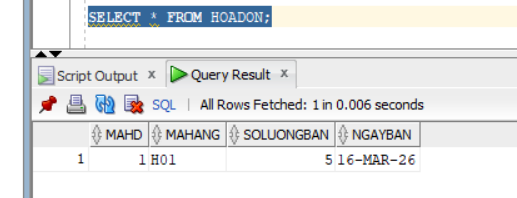 SELECT * FROM HOADON;
Script Output x Query Result x
SQL | All Rows Fetched: 1 in 0.006 seconds
MAHD MAHANG SOLUONGBAN NGAYBAN
1 1 H01 5 16-MAR-26